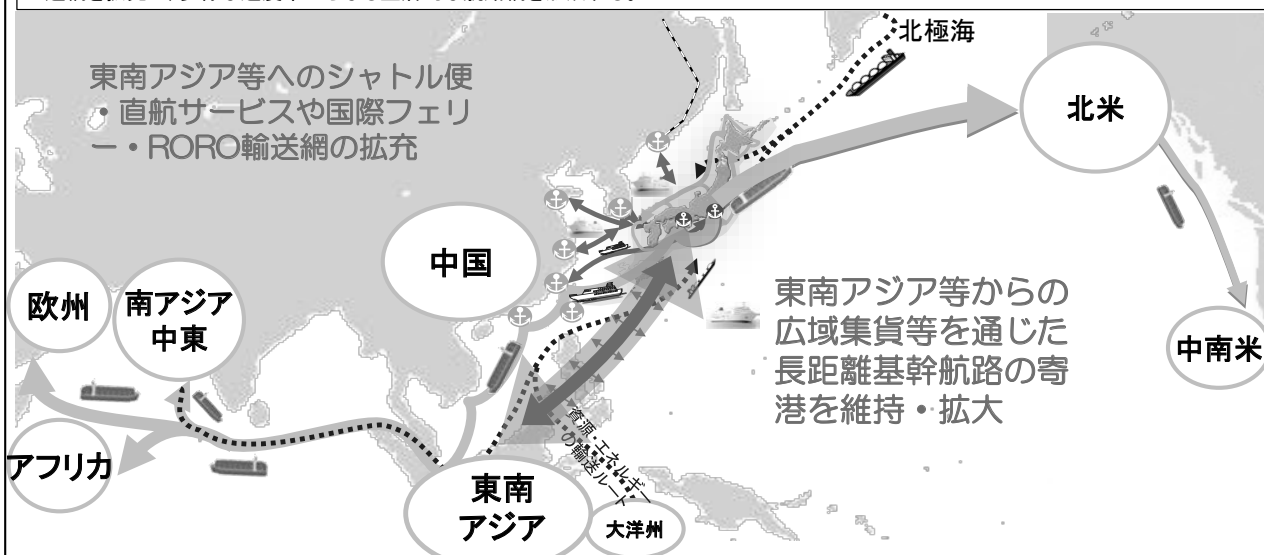 北極海
東南アジア等へのシャトル便
・直航サービスや国際フェリ
ー・RORO輸送網の拡充
北米
中国
欧州
南アジア
中東
東南アジア等からの
広域集貨等を通じた
長距離基幹航路の寄
港を維持・拡大
中南米
アフリカ
資源・エネルギー
の輸送ルート
東南
アジア
大洋州